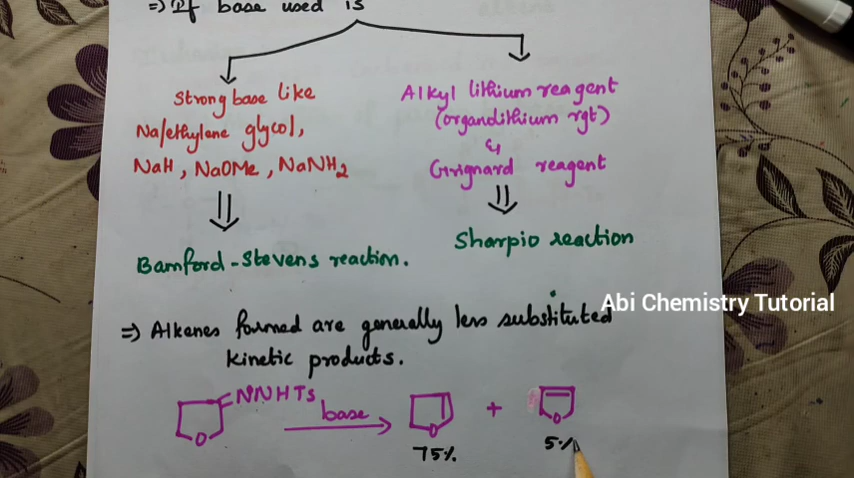 ⇒) If base used is
Strong base like
Na/ethylene glycol,
NaH, NaOMe, NaNH2
⇓
Bamford-Stevens reaction.
Alkyl lithium reagent
(organolithium rgt)
&
Grignard reagent
⇓
Sharpio reaction
⇒) Alkenes formed are generally less substituted
kinetic products.
Abi Chemistry Tutorial
NNHTs
O
base
O
75%
+
O
5%